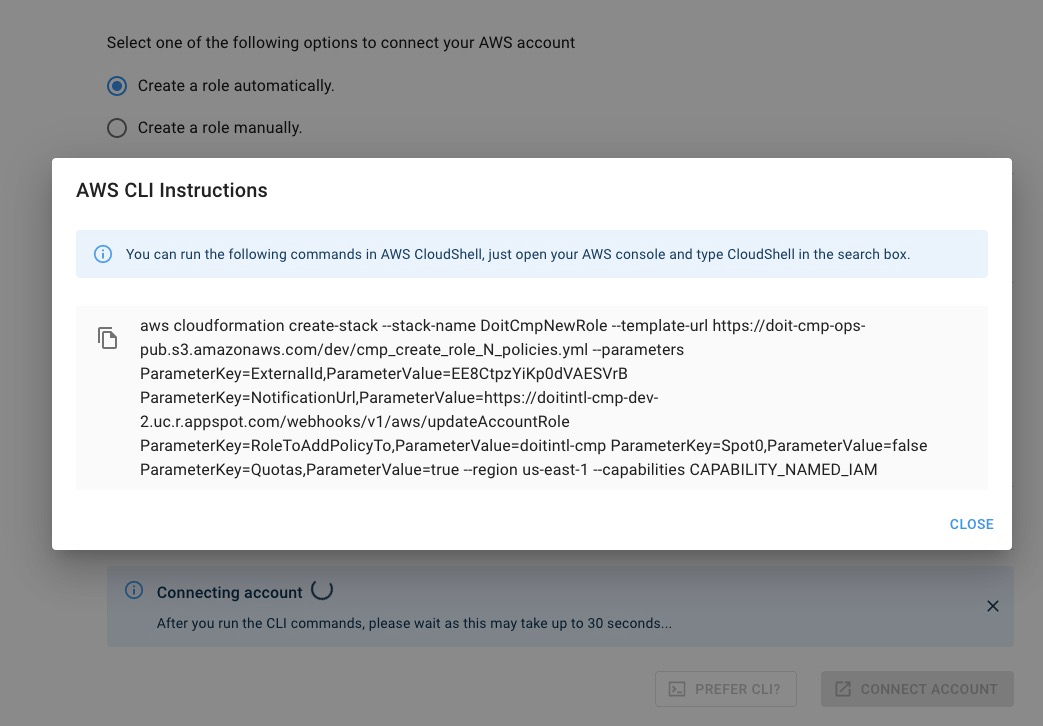 Select one of the following options to connect your AWS account
Create a role automatically.
Create a role manually.
AWS CLI Instructions
You can run the following commands in AWS CloudShell, just open your AWS console and type CloudShell in the search box.
aws cloudformation create-stack --stack-name DoitCmpNewRole --template-url https://doit-cmp-ops-
pub.s3.amazonaws.com/dev/cmp_create_role_N_policies.yml --parameters
ParameterKey=ExternalId,ParameterValue=EE8CtpzYiKp0dVAESVrB
ParameterKey=NotificationUrl,ParameterValue=https://doitintl-cmp-dev-
2.uc.r.appspot.com/webhooks/v1/aws/updateAccountRole
ParameterKey=RoleToAddPolicyTo,ParameterValue=doitintl-cmp ParameterKey=Spot0,ParameterValue=false
ParameterKey=Quotas,ParameterValue=true --region us-east-1 --capabilities CAPABILITY_NAMED_IAM
CLOSE
Connecting account
After you run the CLI commands, please wait as this may take up to 30 seconds...
PREFER CLI?
CONNECT ACCOUNT